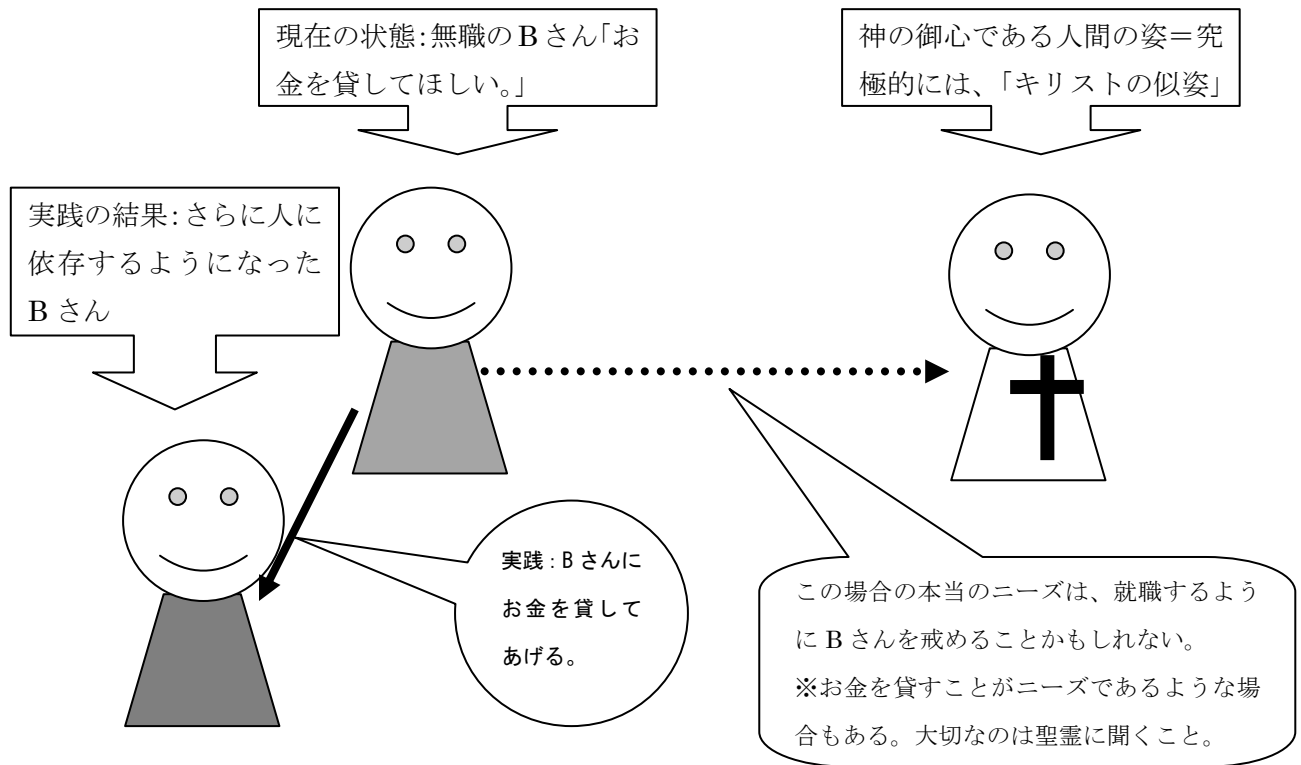 現在の状態：無職の B さん「お
金を貸してほしい。」
神の御心である人間の姿＝究
極的には、「キリストの似姿」
実践の結果：さらに人に
依存するようになった
B さん
実践：B さんに
お金を貸して
あげる。
この場合の本当のニーズは、就職するよう
に B さんを戒めることかもしれない。
※お金を貸すことがニーズであるような場
合もある。大切なのは聖霊に聞くこと。